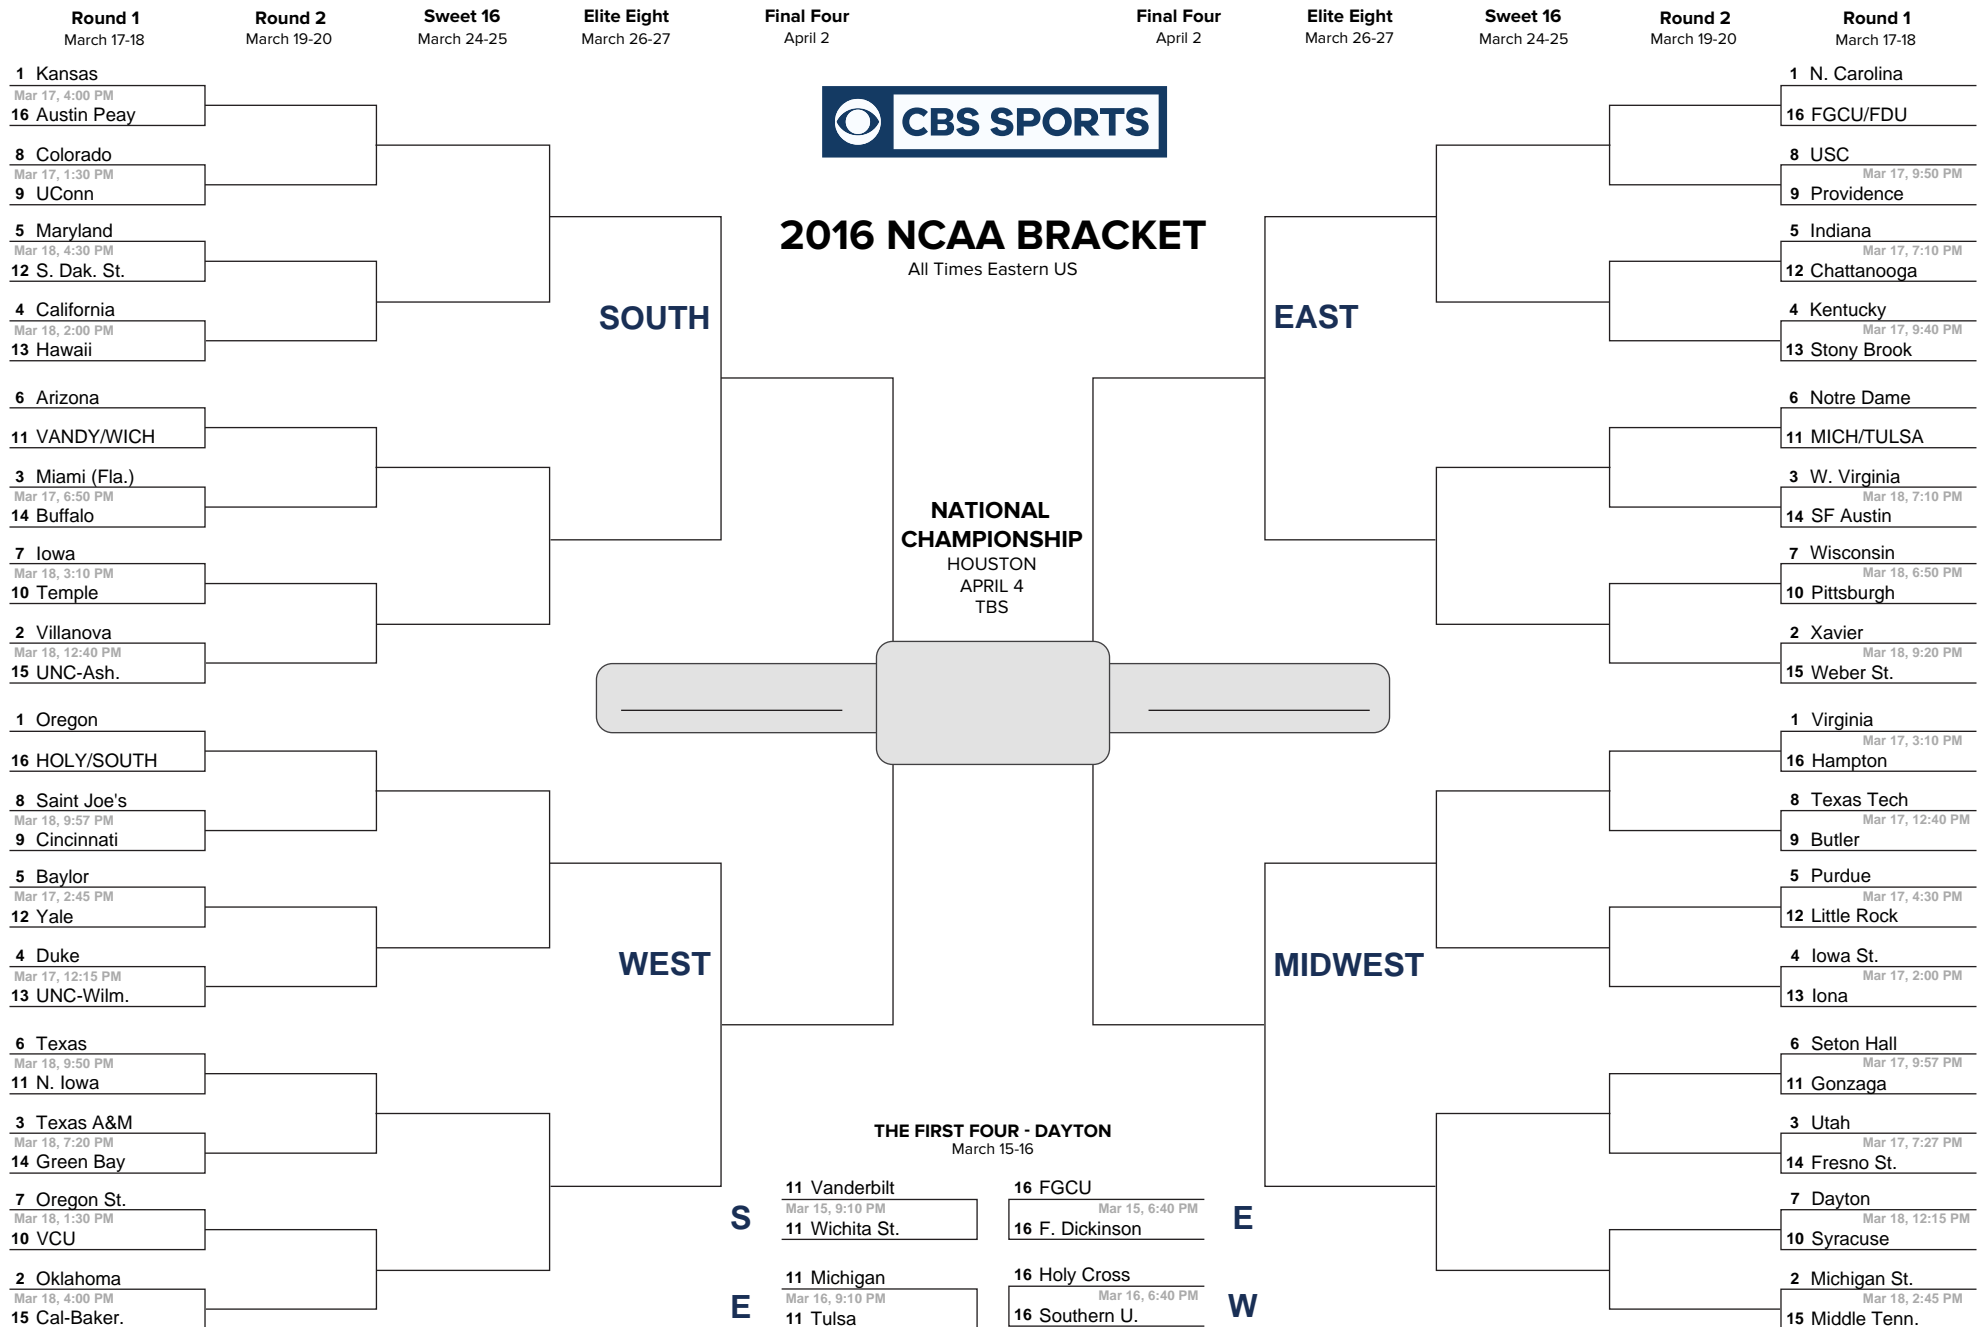 Round 1
March 17-18
Round 2
March 19-20
Sweet 16
March 24-25
Elite Eight
March 26-27
Final Four
April 2
Final Four
April 2
Elite Eight
March 26-27
Sweet 16
March 24-25
Round 2
March 19-20
Round 1
March 17-18
CBS SPORTS
2016 NCAA BRACKET
All Times Eastern US
SOUTH
1 Kansas
Mar 17, 4:00 PM
16 Austin Peay
8 Colorado
Mar 17, 1:30 PM
9 UConn
5 Maryland
Mar 18, 4:30 PM
12 S. Dak. St.
4 California
Mar 18, 2:00 PM
13 Hawaii
6 Arizona
11 VANDY/WICH
3 Miami (Fla.)
Mar 17, 6:50 PM
14 Buffalo
7 Iowa
Mar 18, 3:10 PM
10 Temple
2 Villanova
Mar 18, 12:40 PM
15 UNC-Ash.
WEST
1 Oregon
16 HOLY/SOUTH
8 Saint Joe's
Mar 18, 9:57 PM
9 Cincinnati
5 Baylor
Mar 17, 2:45 PM
12 Yale
4 Duke
Mar 17, 12:15 PM
13 UNC-Wilm.
6 Texas
Mar 18, 9:50 PM
11 N. Iowa
3 Texas A&M
Mar 18, 7:20 PM
14 Green Bay
7 Oregon St.
Mar 18, 1:30 PM
10 VCU
2 Oklahoma
Mar 18, 4:00 PM
15 Cal-Baker.
NATIONAL
CHAMPIONSHIP
HOUSTON
APRIL 4
TBS
EAST
1 N. Carolina
16 FGCU/FDU
8 USC
Mar 17, 9:50 PM
9 Providence
5 Indiana
Mar 17, 7:10 PM
12 Chattanooga
4 Kentucky
Mar 17, 9:40 PM
13 Stony Brook
6 Notre Dame
11 MICH/TULSA
3 W. Virginia
Mar 18, 7:10 PM
14 SF Austin
7 Wisconsin
Mar 18, 6:50 PM
10 Pittsburgh
2 Xavier
Mar 18, 9:20 PM
15 Weber St.
MIDWEST
1 Virginia
Mar 17, 3:10 PM
16 Hampton
8 Texas Tech
Mar 17, 12:40 PM
9 Butler
5 Purdue
Mar 17, 4:30 PM
12 Little Rock
4 Iowa St.
Mar 17, 2:00 PM
13 Iona
6 Seton Hall
Mar 17, 9:57 PM
11 Gonzaga
3 Utah
Mar 17, 7:27 PM
14 Fresno St.
7 Dayton
Mar 18, 12:15 PM
10 Syracuse
2 Michigan St.
Mar 18, 2:45 PM
15 Middle Tenn.
THE FIRST FOUR - DAYTON
March 15-16
S
11 Vanderbilt
Mar 15, 9:10 PM
11 Wichita St.
16 FGCU
Mar 15, 6:40 PM
16 F. Dickinson
E
E
11 Michigan
Mar 16, 9:10 PM
11 Tulsa
16 Holy Cross
Mar 16, 6:40 PM
16 Southern U.
W